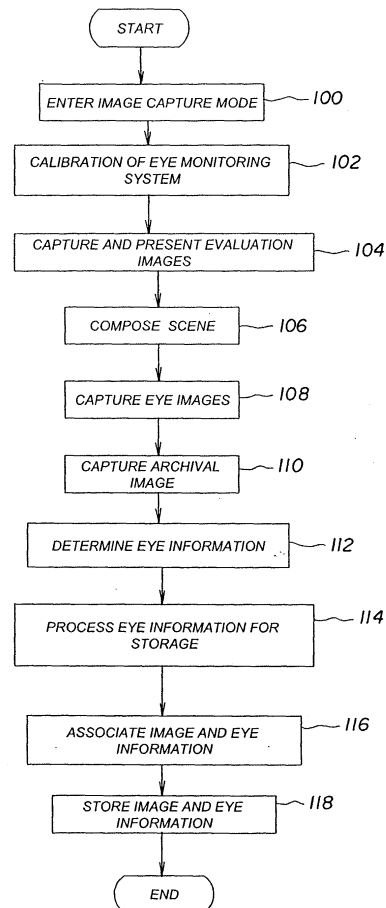 START
ENTER IMAGE CAPTURE MODE
100
CALIBRATION OF EYE MONITORING
SYSTEM
102
CAPTURE AND PRESENT EVALUATION
IMAGES
104
COMPOSE SCENE
106
CAPTURE EYE IMAGES
108
CAPTURE ARCHIVAL
IMAGE
110
DETERMINE EYE INFORMATION
112
PROCESS EYE INFORMATION FOR
STORAGE
114
ASSOCIATE IMAGE AND EYE
INFORMATION
116
STORE IMAGE AND EYE
INFORMATION
118
END